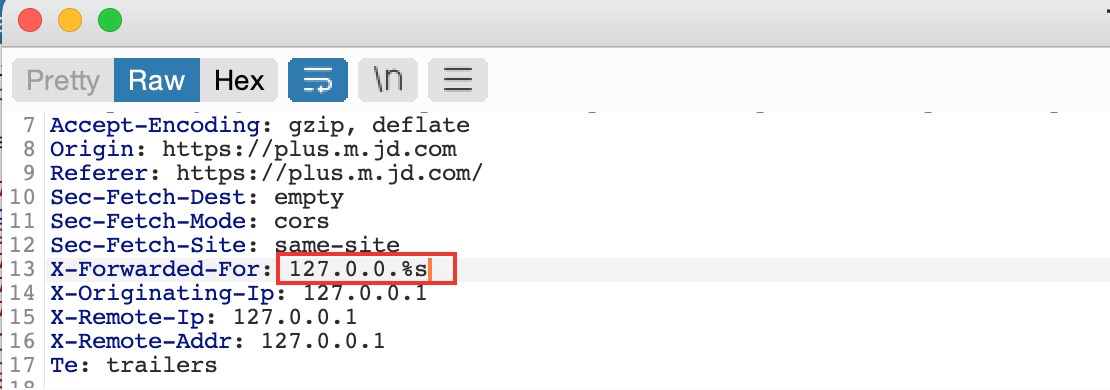 Pretty Raw Hex \n
7 Accept-Encoding: gzip, deflate
8 Origin: https://plus.m.jd.com
9 Referer: https://plus.m.jd.com/
10 Sec-Fetch-Dest: empty
11 Sec-Fetch-Mode: cors
12 Sec-Fetch-Site: same-site
13 X-Forwarded-For: 127.0.0.%s
14 X-Originating-Ip: 127.0.0.1
15 X-Remote-Ip: 127.0.0.1
16 X-Remote-Addr: 127.0.0.1
17 Te: trailers
18